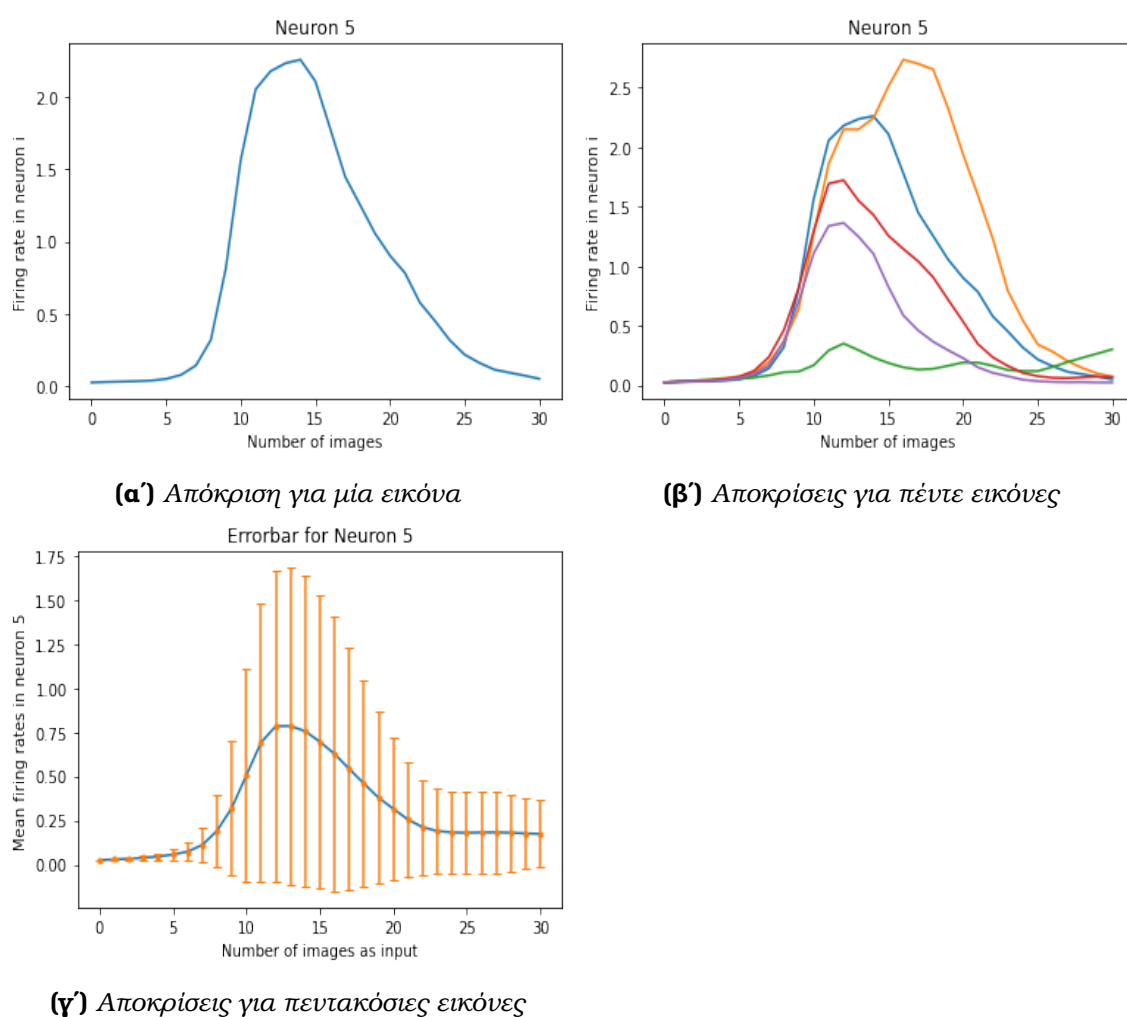 Neuron 5
Firing rate in neuron i
2.0
1.5
1.0
0.5
0.0
0 5 10 15 20 25 30
Number of images
(α΄) Απόκριση για μία εικόνα
Neuron 5
Firing rate in neuron i
2.5
2.0
1.5
1.0
0.5
0.0
0 5 10 15 20 25 30
Number of images
(β΄) Αποκρίσεις για πέντε εικόνες
Errorbar for Neuron 5
Mean firing rates in neuron 5
1.75
1.50
1.25
1.00
0.75
0.50
0.25
0.00
0 5 10 15 20 25 30
Number of images as input
(γ΄) Αποκρίσεις για πεντακόσιες εικόνες